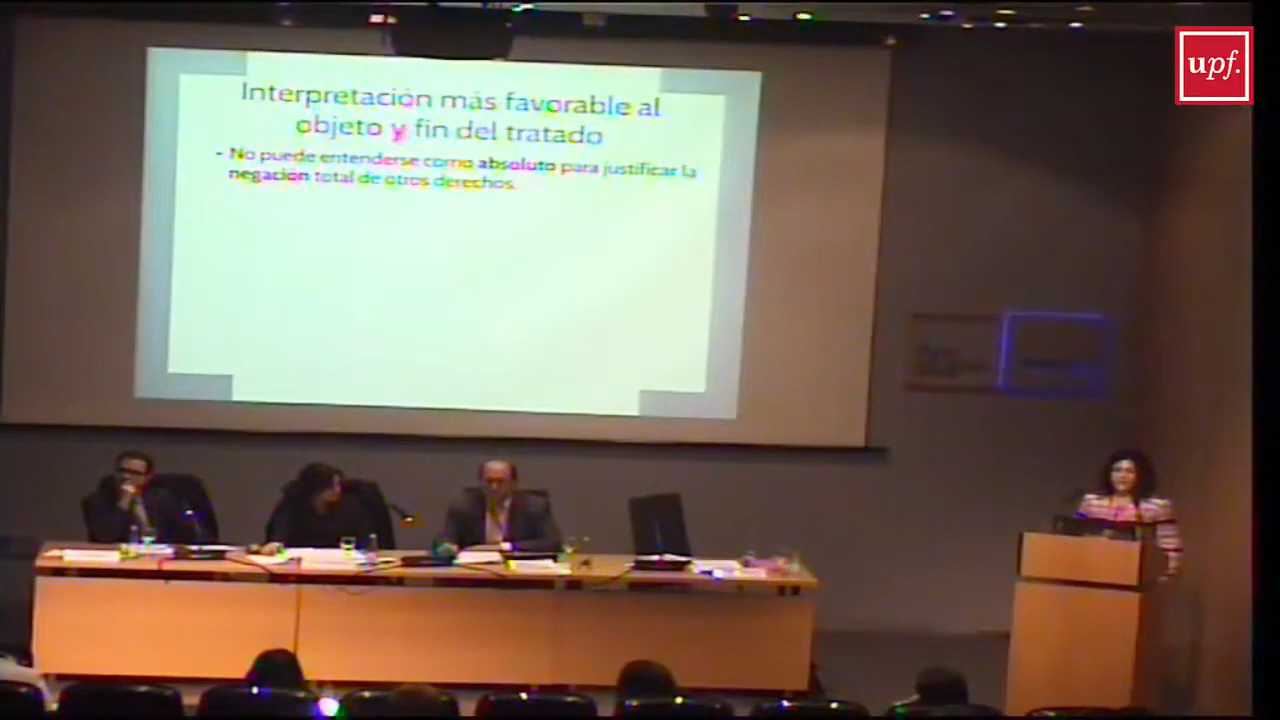 upf.
Interpretación más favorable al
objeto y fin del tratado
- No puede entenderse como absoluto para justificar la
negación total de otros derechos.